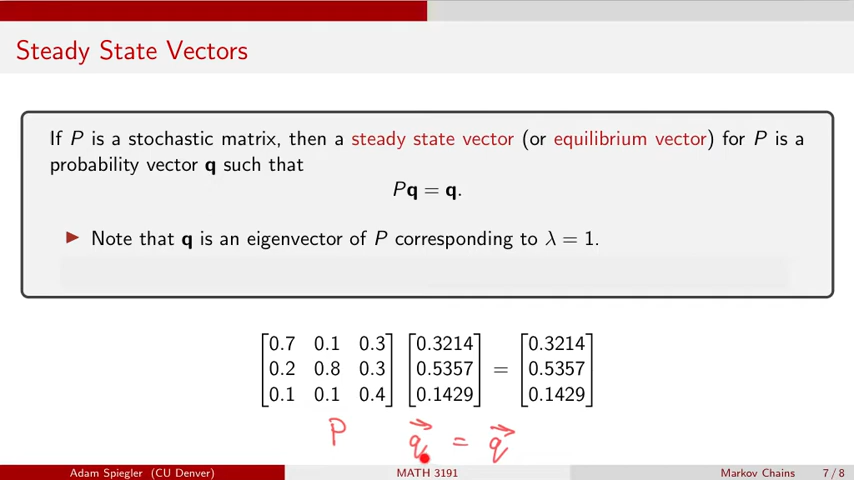 Steady State Vectors
If P is a stochastic matrix, then a steady state vector (or equilibrium vector) for P is a
probability vector q such that
Pq = q.
▶ Note that q is an eigenvector of P corresponding to λ = 1.
[0.7 0.1 0.3] [0.3214] [0.3214]
[0.2 0.8 0.3] [0.5357] = [0.5357]
[0.1 0.1 0.4] [0.1429] [0.1429]
P q⃗ = q⃗
Adam Spiegler (CU Denver) MATH 3191 Markov Chains 7 / 8